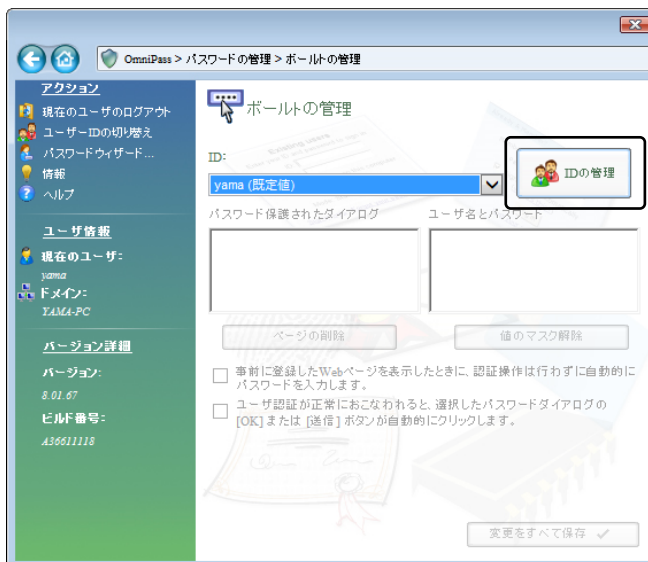 OmniPass > パスワードの管理 > ボールトの管理
アクション
現在のユーザのログアウト
ユーザーIDの切り替え
パスワードウィザード...
情報
ヘルプ
ユーザ情報
現在のユーザ:
yama
ドメイン:
YAMA-PC
バージョン詳細
バージョン:
8.01.67
ビルド番号:
A36611118
ボールトの管理
ID:
yama (既定値)
IDの管理
パスワード保護されたダイアログ
ユーザ名とパスワード
ページの削除
値のマスク解除
事前に登録したWebページを表示したときに、認証操作は行わずに自動的に
パスワードを入力します。
ユーザ認証が正常におこなわれると、選択したパスワードダイアログの
[OK] または [送信] ボタンが自動的にクリックします。
変更をすべて保存